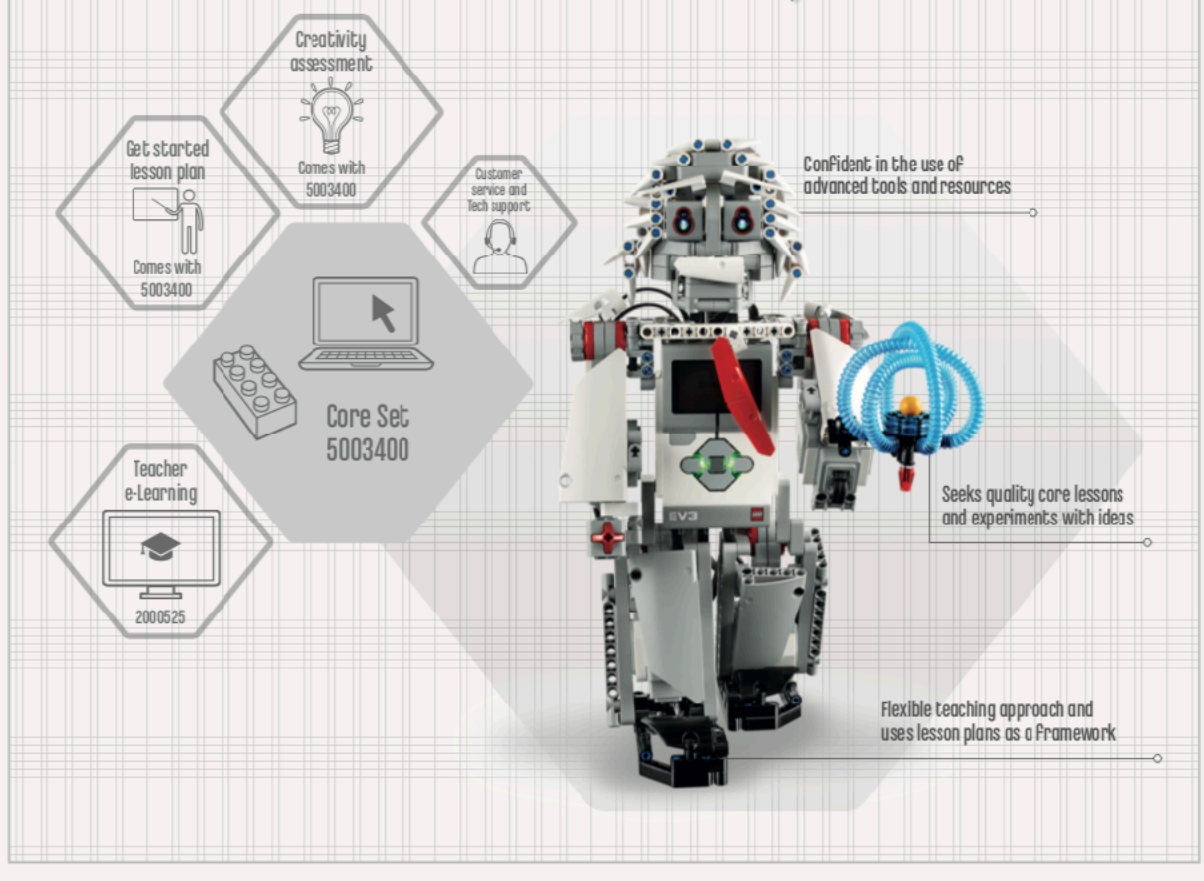 Creativity
assessment
Comes with
5003400
Get started
lesson plan
Comes with
5003400
Customer
service and
Tech support
Confident in the use of
advanced tools and resources
Core Set
5003400
EV3
Teacher
e-Learning
2000525
Seeks quality core lessons
and experiments with ideas
Flexible teaching approach and
uses lesson plans as a framework